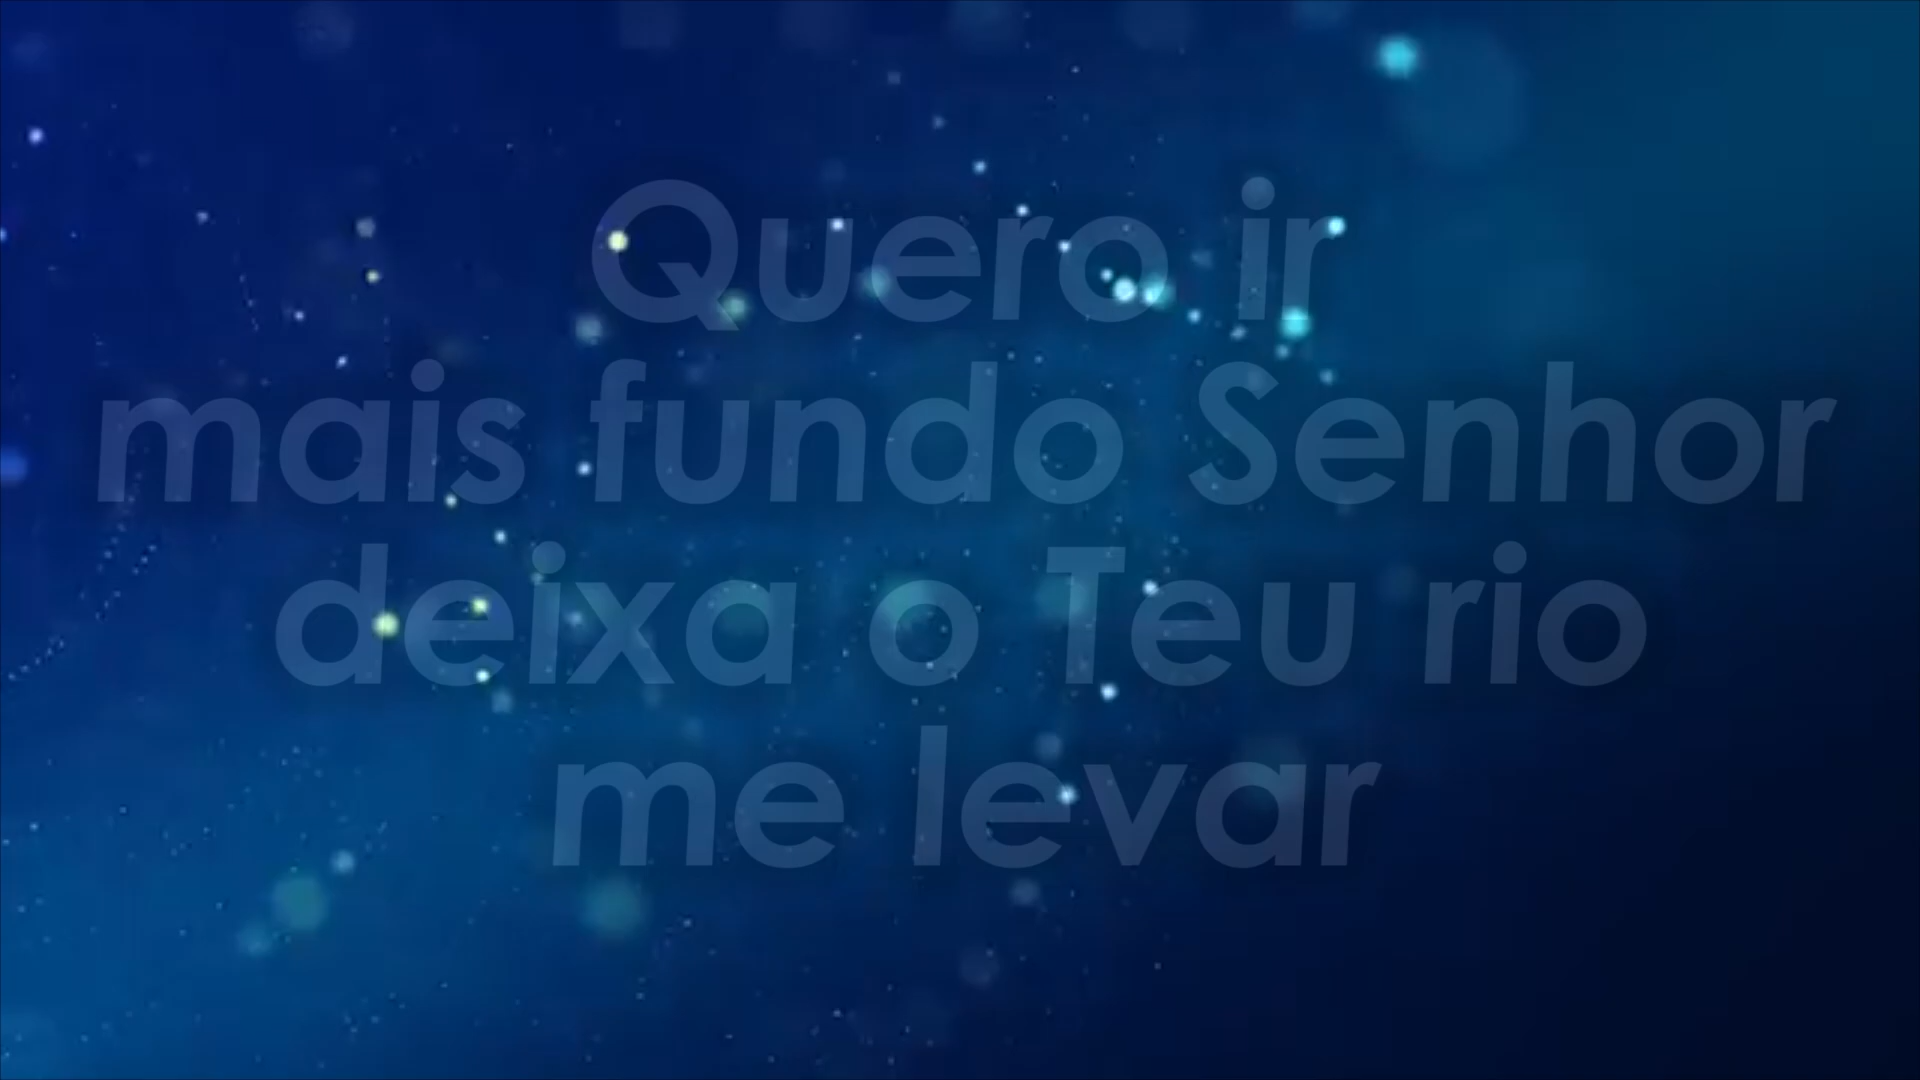 Quero ir
mais fundo Senhor
deixa o Teu rio
me levar